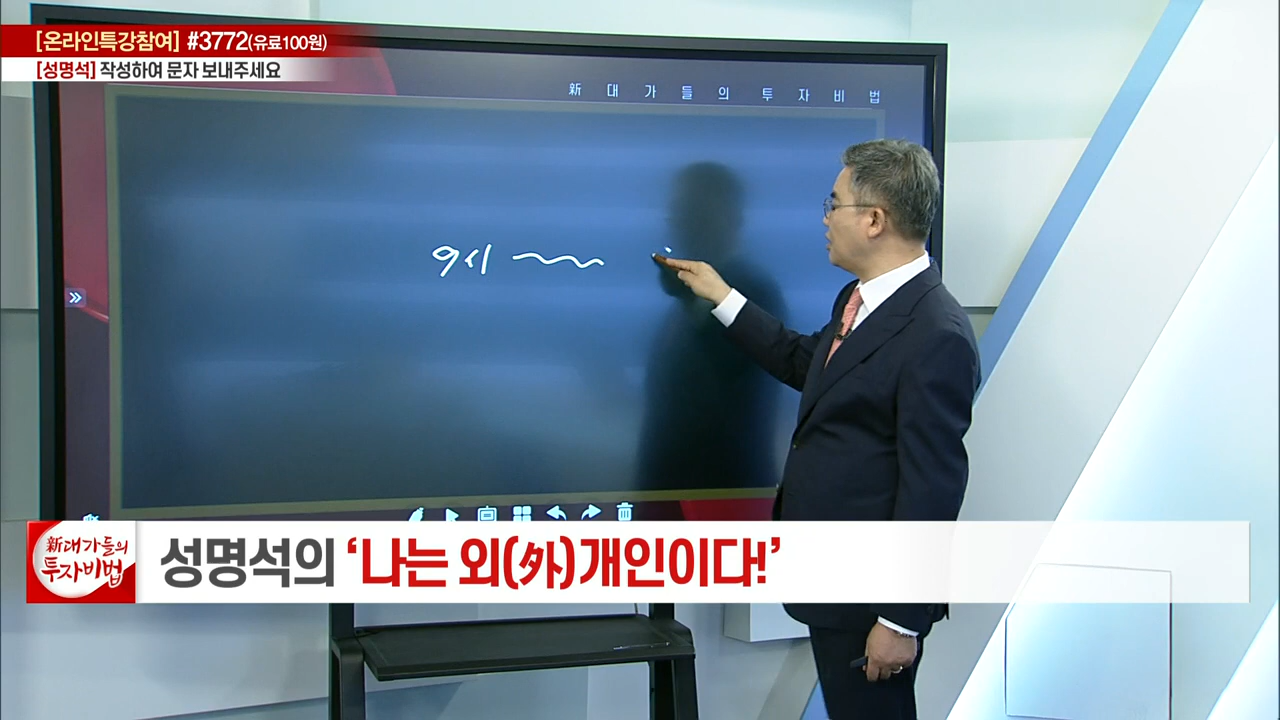 [온라인특강참여] #3772(유료100원)
[성명석] 작성하여 문자 보내주세요
新 대 가 들 의 투 자 비 법
9시
新대가들의
투자비법
성명석의 ‘나는 외(外)개인이다!’